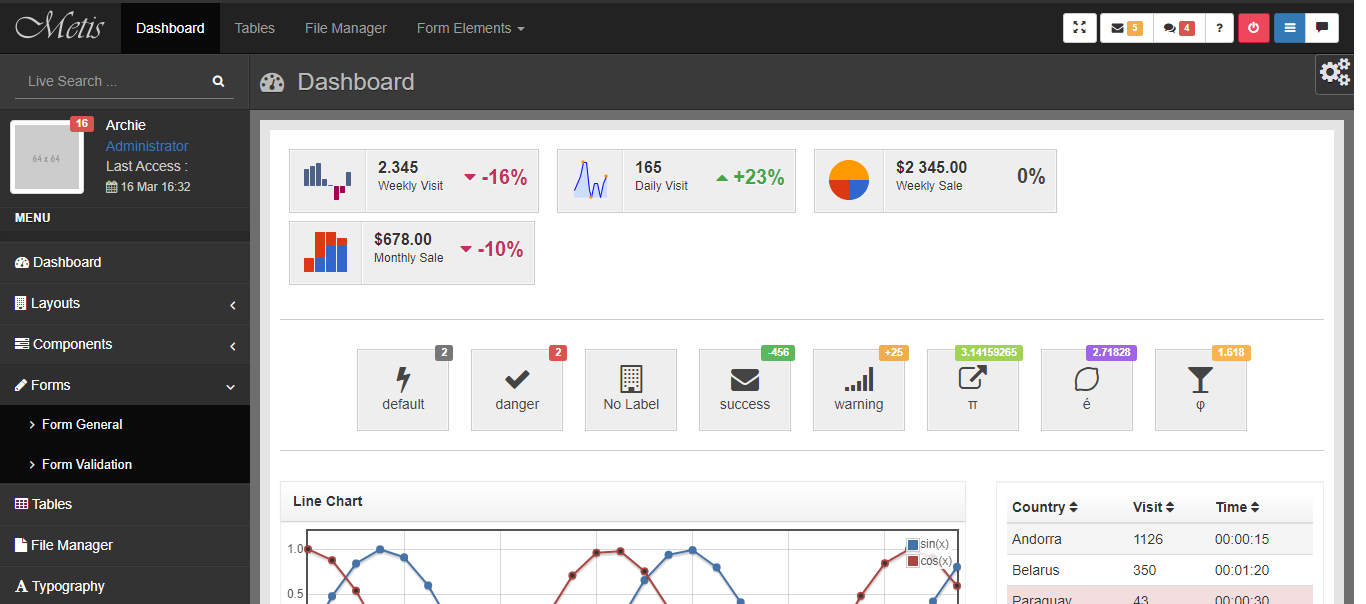 Metis
Dashboard Tables File Manager Form Elements 5 4 ?
Live Search ...
Dashboard
16
64 x 64
Archie
Administrator
Last Access :
16 Mar 16:32
MENU
Dashboard
Layouts
Components
Forms
Form General
Form Validation
Tables
File Manager
Typography
2.345
Weekly Visit
-16%
165
Daily Visit
+23%
$2 345.00
Weekly Sale
0%
$678.00
Monthly Sale
-10%
2
default
2
danger
No Label
-456
success
+25
warning
3.14159265
π
2.71828
é
1.618
φ
Line Chart
1.0
0.5
sin(x)
cos(x)
Country Visit Time
Andorra 1126 00:00:15
Belarus 350 00:01:20
Paraguay 43 00:00:30